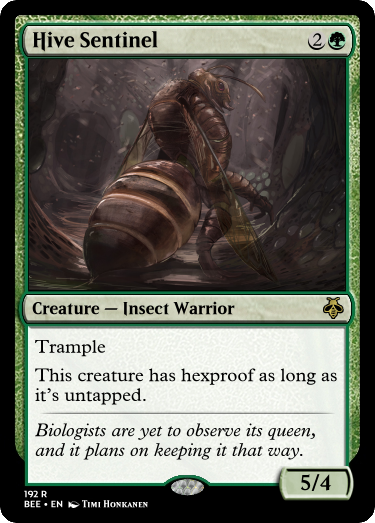 Hive Sentinel 2
Creature — Insect Warrior
Trample
This creature has hexproof as long as
it's untapped.
Biologists are yet to observe its queen,
and it plans on keeping it that way.
5/4
192 R
BEE • EN Timi Honkanen